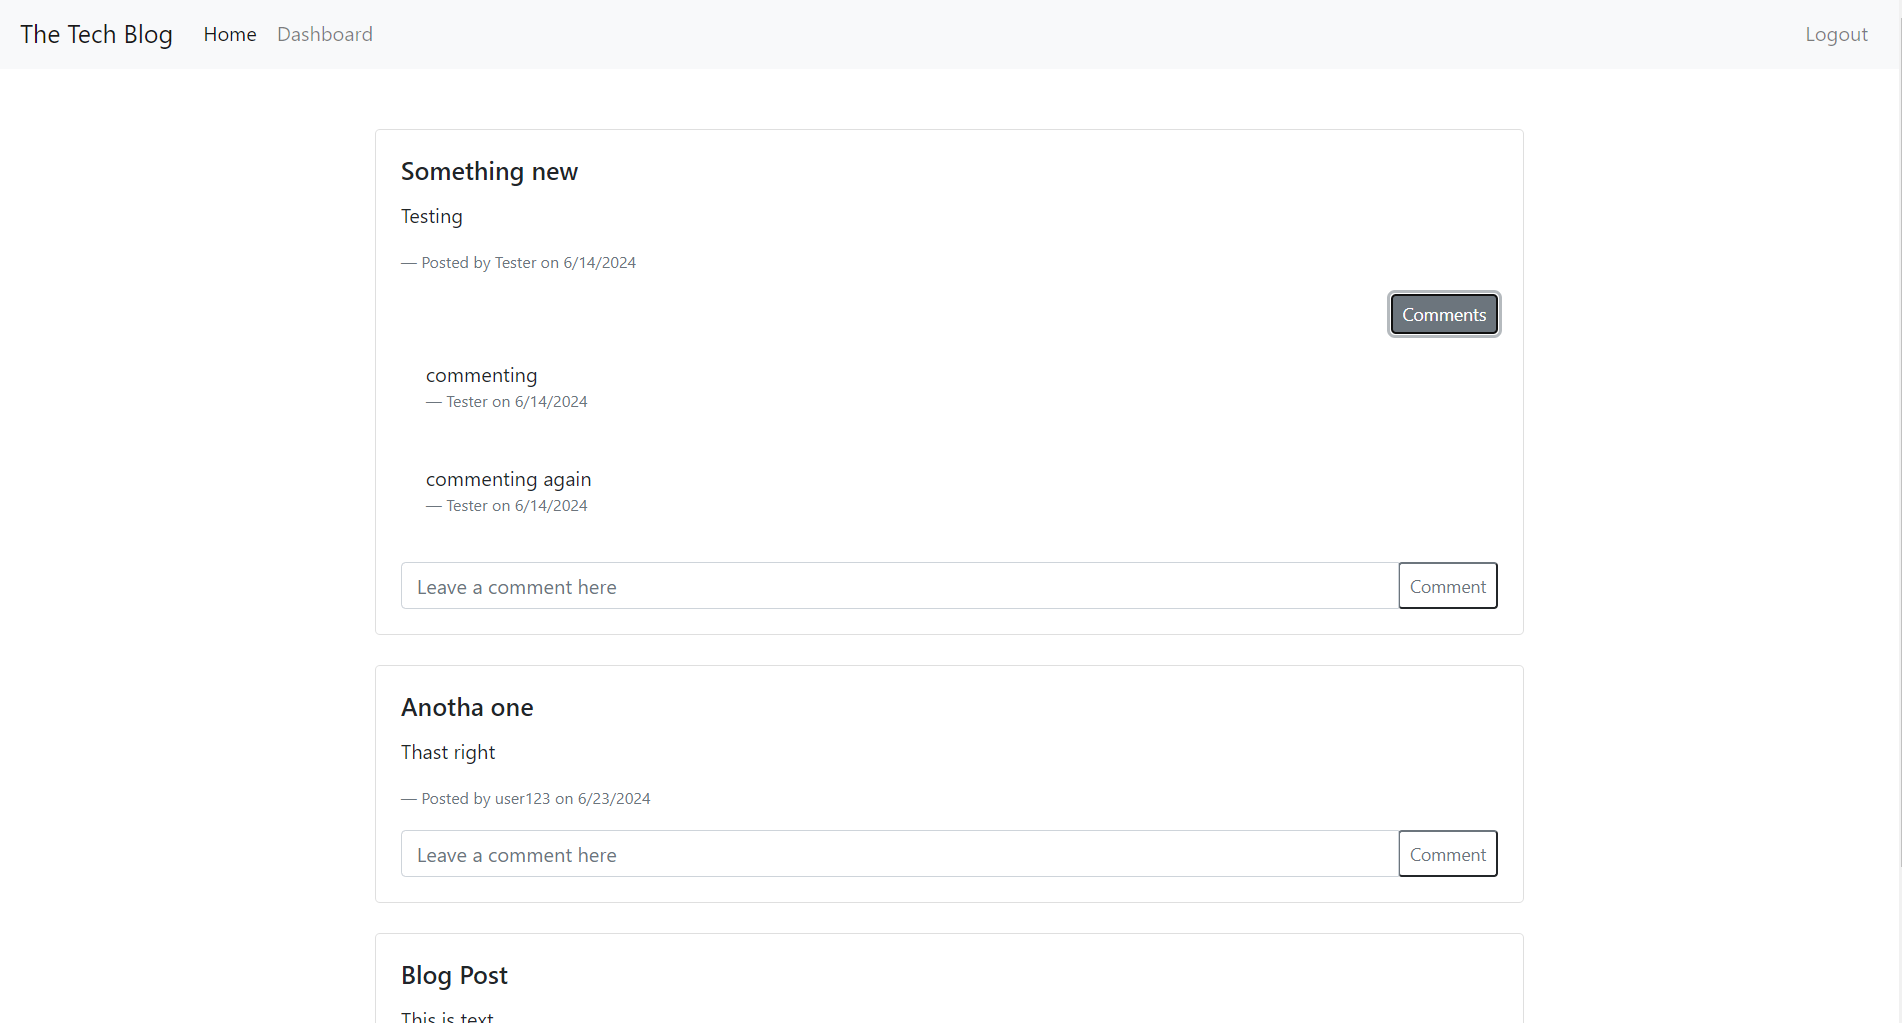 The Tech Blog Home Dashboard Logout
Something new
Testing
— Posted by Tester on 6/14/2024
Comments
commenting
— Tester on 6/14/2024
commenting again
— Tester on 6/14/2024
Leave a comment here Comment
Anotha one
Thast right
— Posted by user123 on 6/23/2024
Leave a comment here Comment
Blog Post
This is text